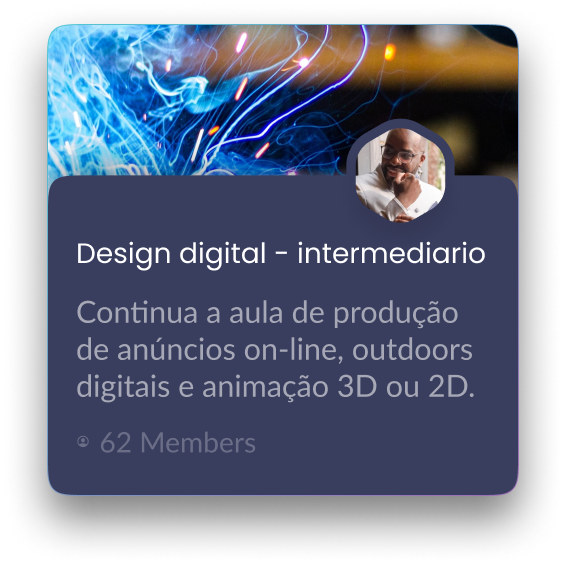 Design digital - intermediario
Continua a aula de produção
de anúncios on-line, outdoors
digitais e animação 3D ou 2D.
62 Members